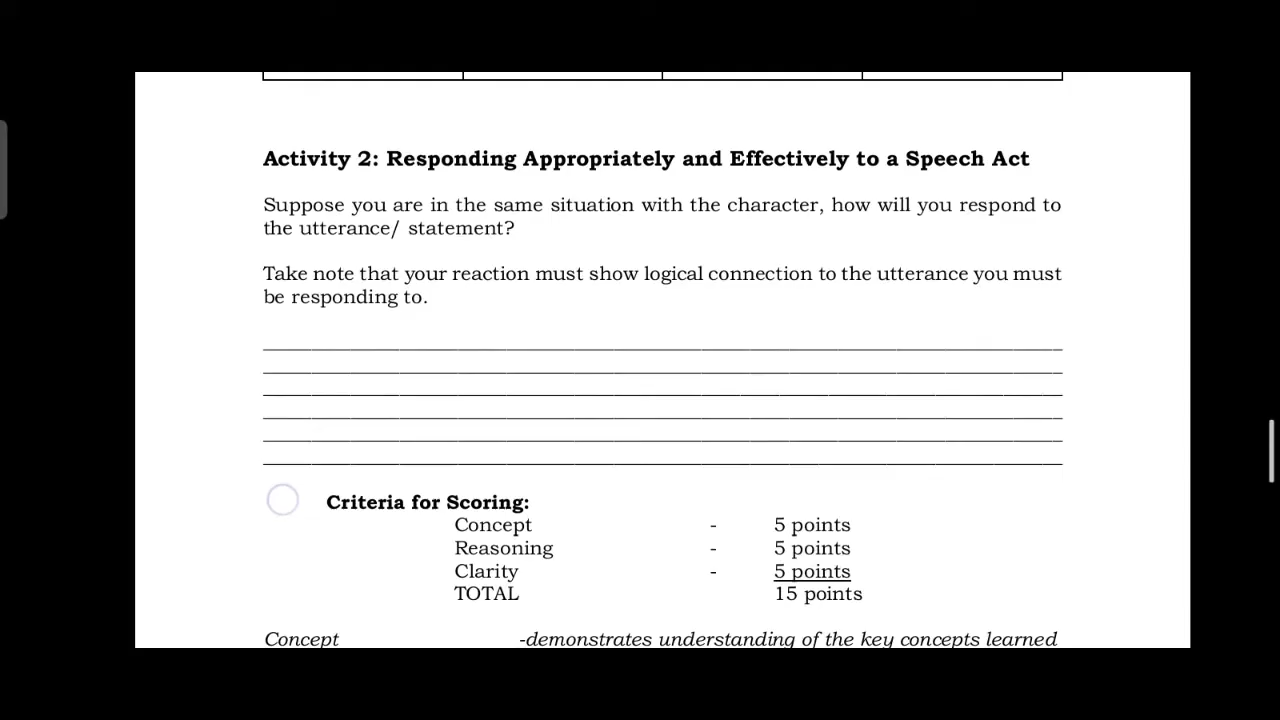 Activity 2: Responding Appropriately and Effectively to a Speech Act
Suppose you are in the same situation with the character, how will you respond to
the utterance/ statement?
Take note that your reaction must show logical connection to the utterance you must
be responding to.
Criteria for Scoring:
Concept - 5 points
Reasoning - 5 points
Clarity - 5 points
TOTAL 15 points
Concept -demonstrates understanding of the key concepts learned